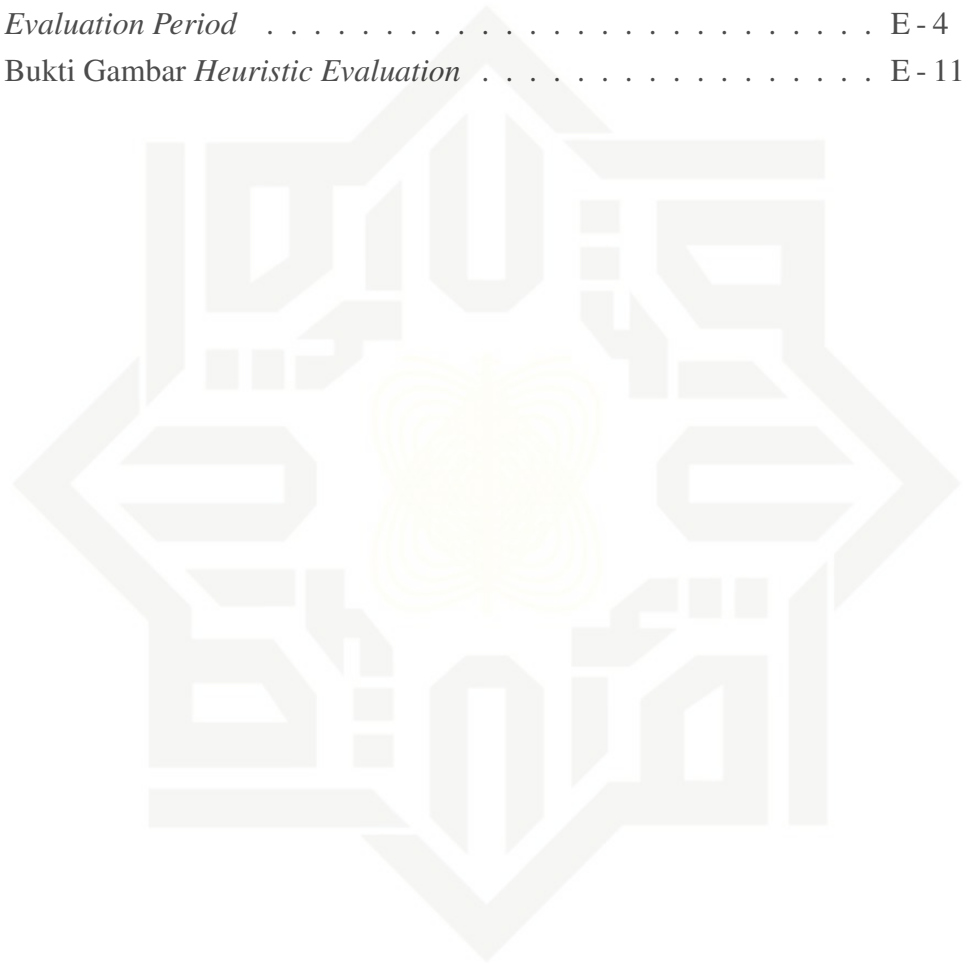 Evaluation Period . . . . . . . . . . . . . . . . . . . . . . . . . . E - 4
Bukti Gambar Heuristic Evaluation . . . . . . . . . . . . . . . . . E - 11